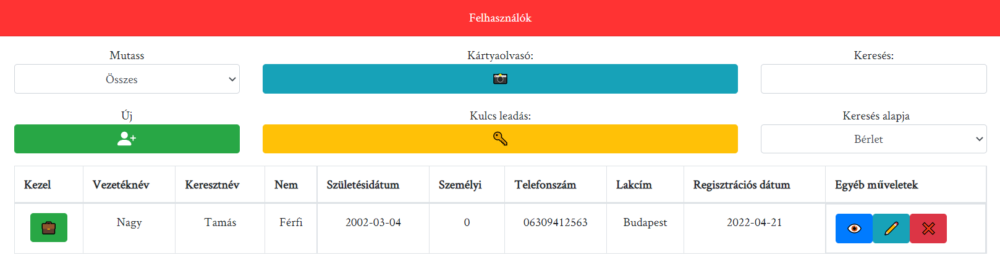 Felhasználók
Mutass
Összes
Kártyaolvasó:
Keresés:
Új
Kulcs leadás:
Keresés alapja
Bérlet
Kezel Vezetéknév Keresztnév Nem Születésidátum Személyi Telefonszám Lakcím Regisztrációs dátum Egyéb műveletek
Nagy Tamás Férfi 2002-03-04 0 06309412563 Budapest 2022-04-21